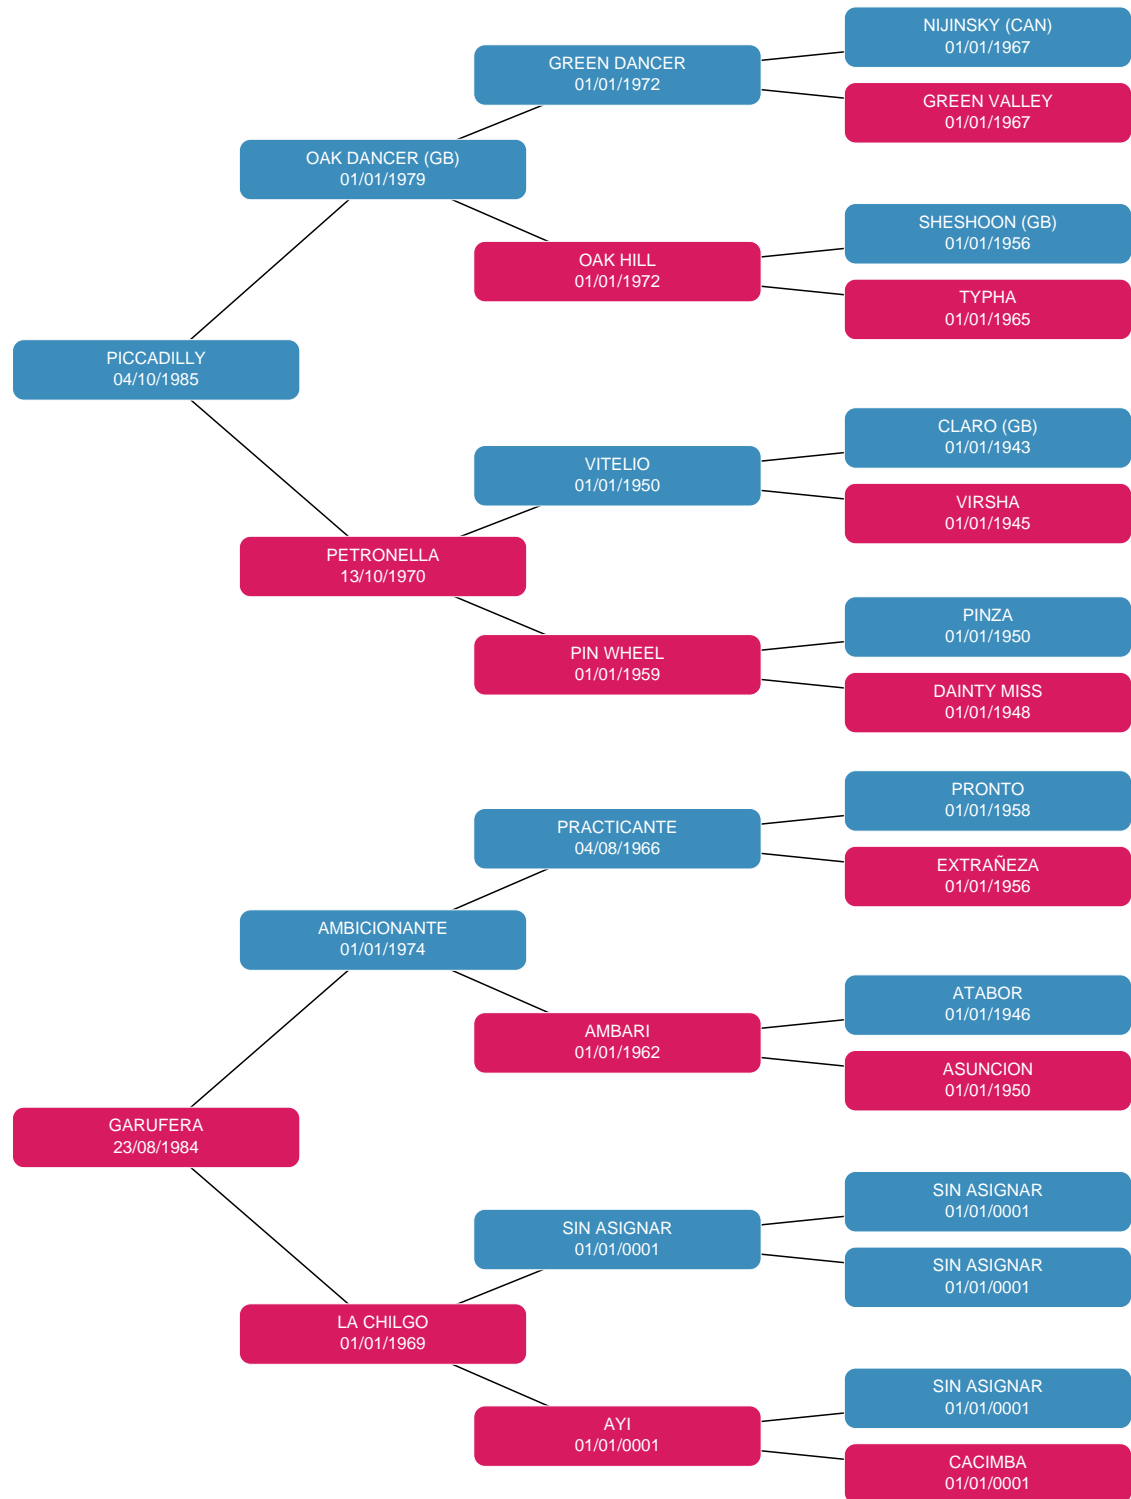 NIJINSKY (CAN)
01/01/1967
GREEN DANCER
01/01/1972
GREEN VALLEY
01/01/1967
OAK DANCER (GB)
01/01/1979
SHESHOON (GB)
01/01/1956
OAK HILL
01/01/1972
TYPHA
01/01/1965
PICCADILLY
04/10/1985
CLARO (GB)
01/01/1943
VITELIO
01/01/1950
VIRSHA
01/01/1945
PETRONELLA
13/10/1970
PINZA
01/01/1950
PIN WHEEL
01/01/1959
DAINTY MISS
01/01/1948
PRONTO
01/01/1958
PRACTICANTE
04/08/1966
EXTRAÑEZA
01/01/1956
AMBICIONANTE
01/01/1974
ATABOR
01/01/1946
AMBARI
01/01/1962
ASUNCION
01/01/1950
GARUFERA
23/08/1984
SIN ASIGNAR
01/01/0001
SIN ASIGNAR
01/01/0001
SIN ASIGNAR
01/01/0001
LA CHILGO
01/01/1969
SIN ASIGNAR
01/01/0001
AYI
01/01/0001
CACIMBA
01/01/0001